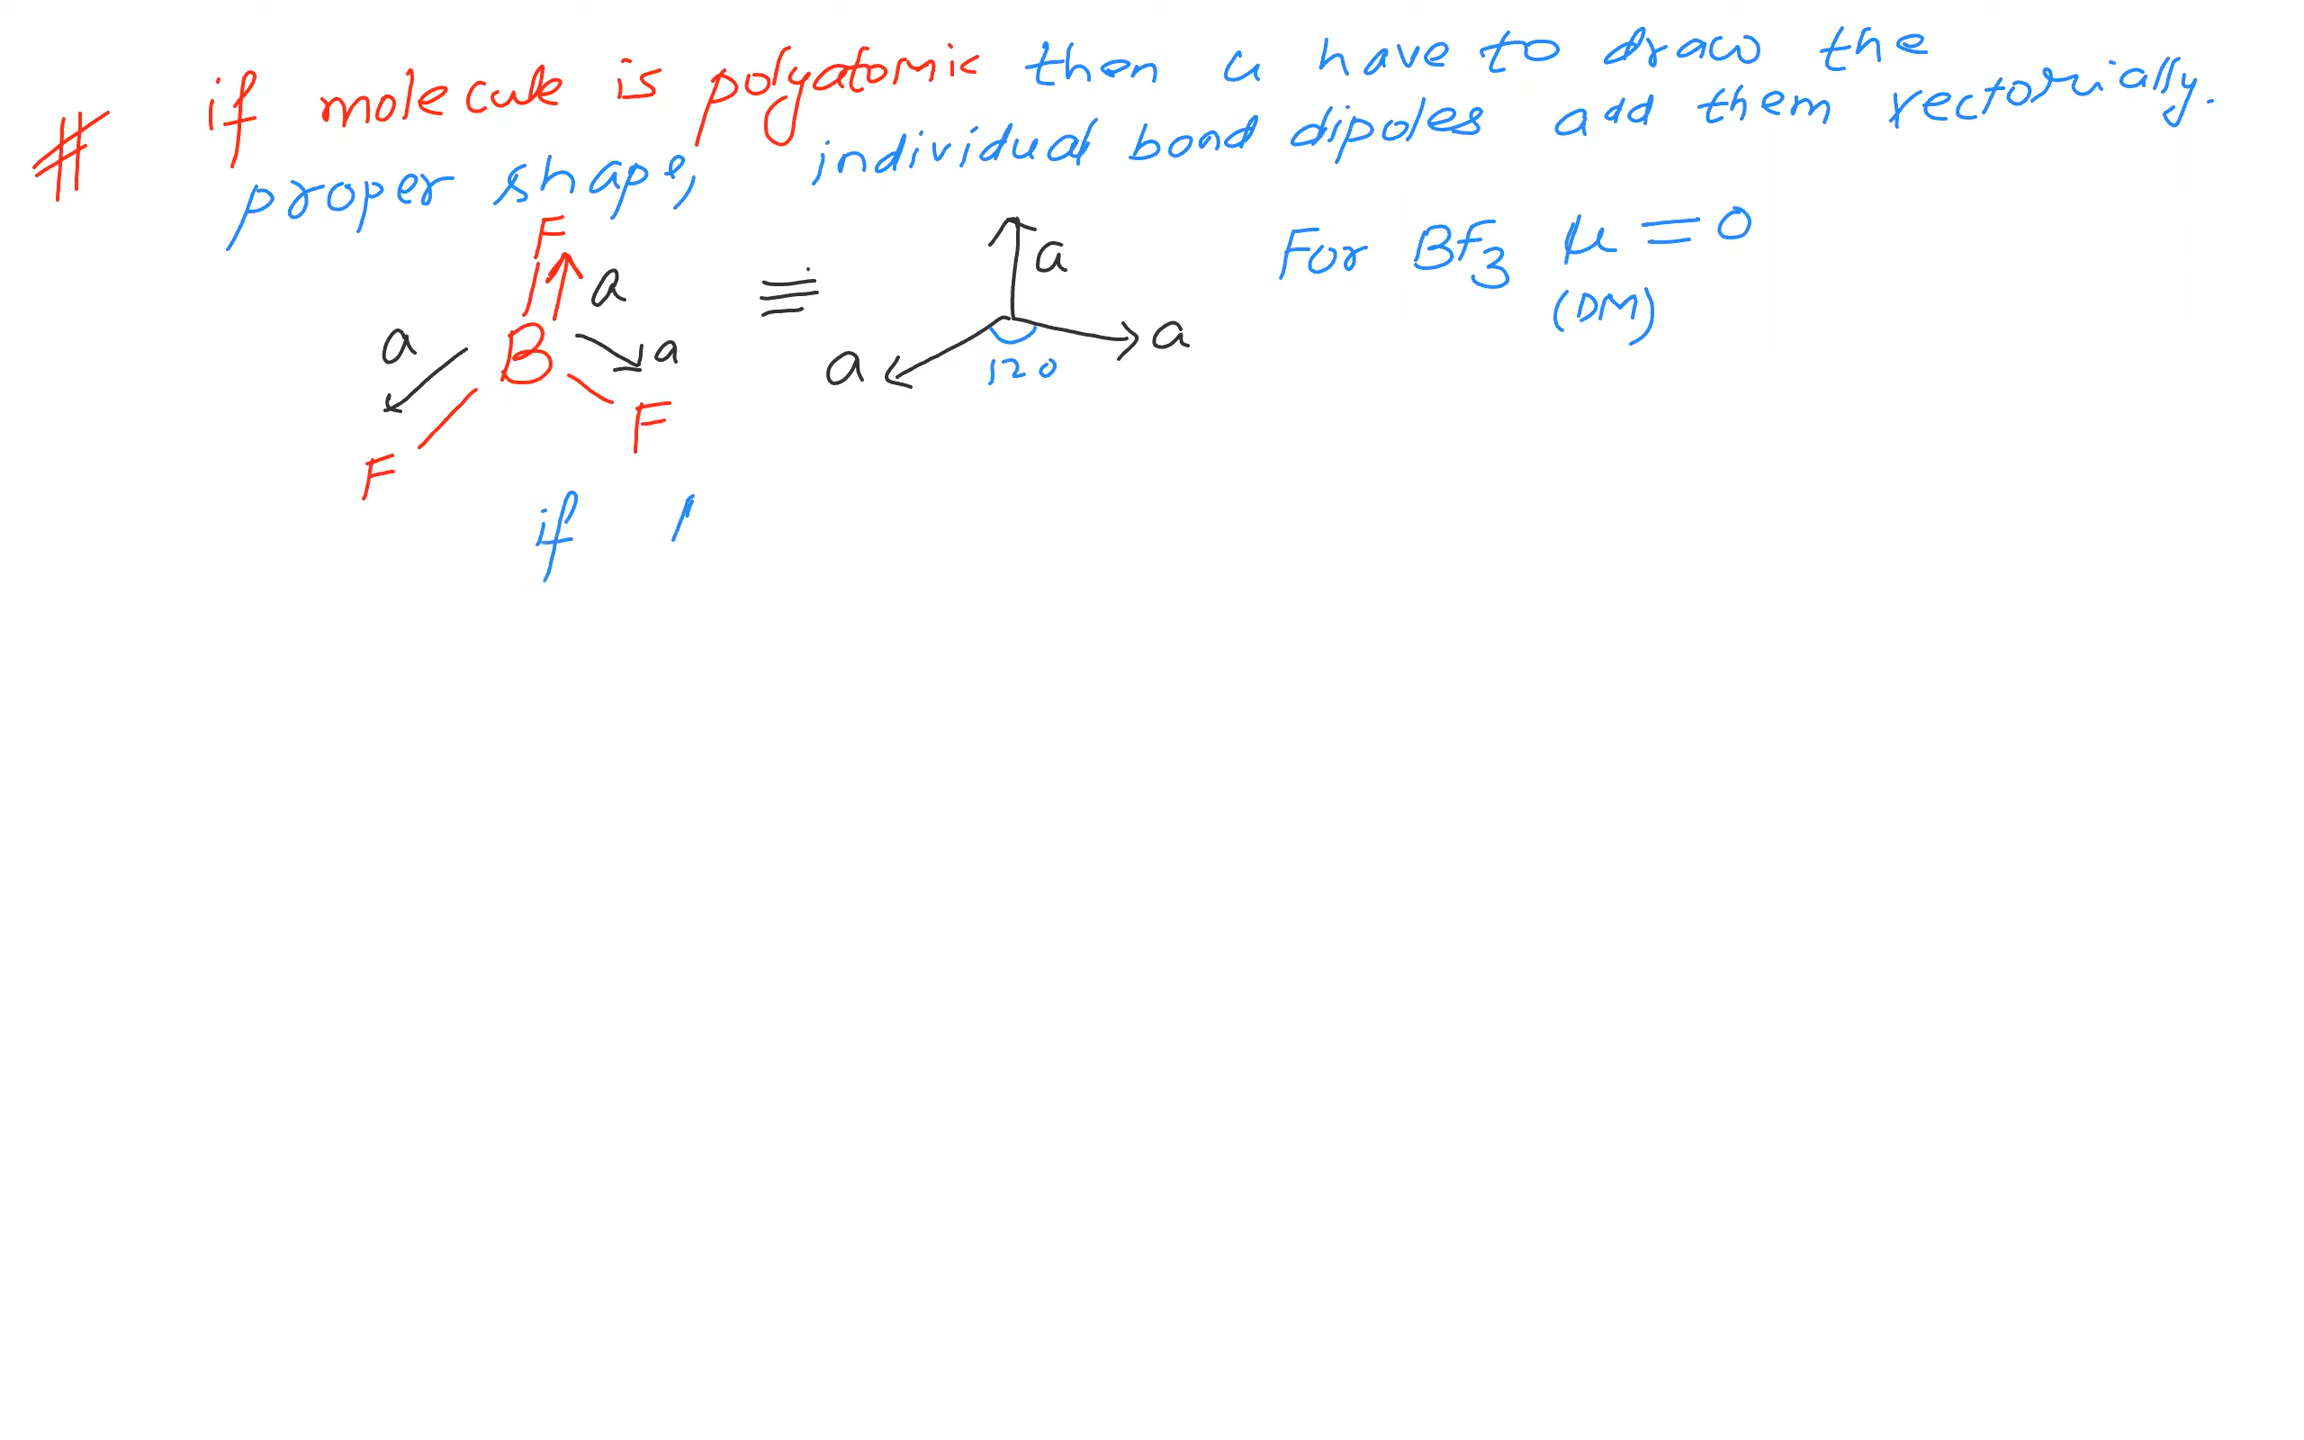 # if molecule is polyatomic then u have to draw the
proper shape, individual bond dipoles add them vectorially.
F
a
a B a
F F
≡
a
a a
120
For Bf3 μ = 0
(DM)
if